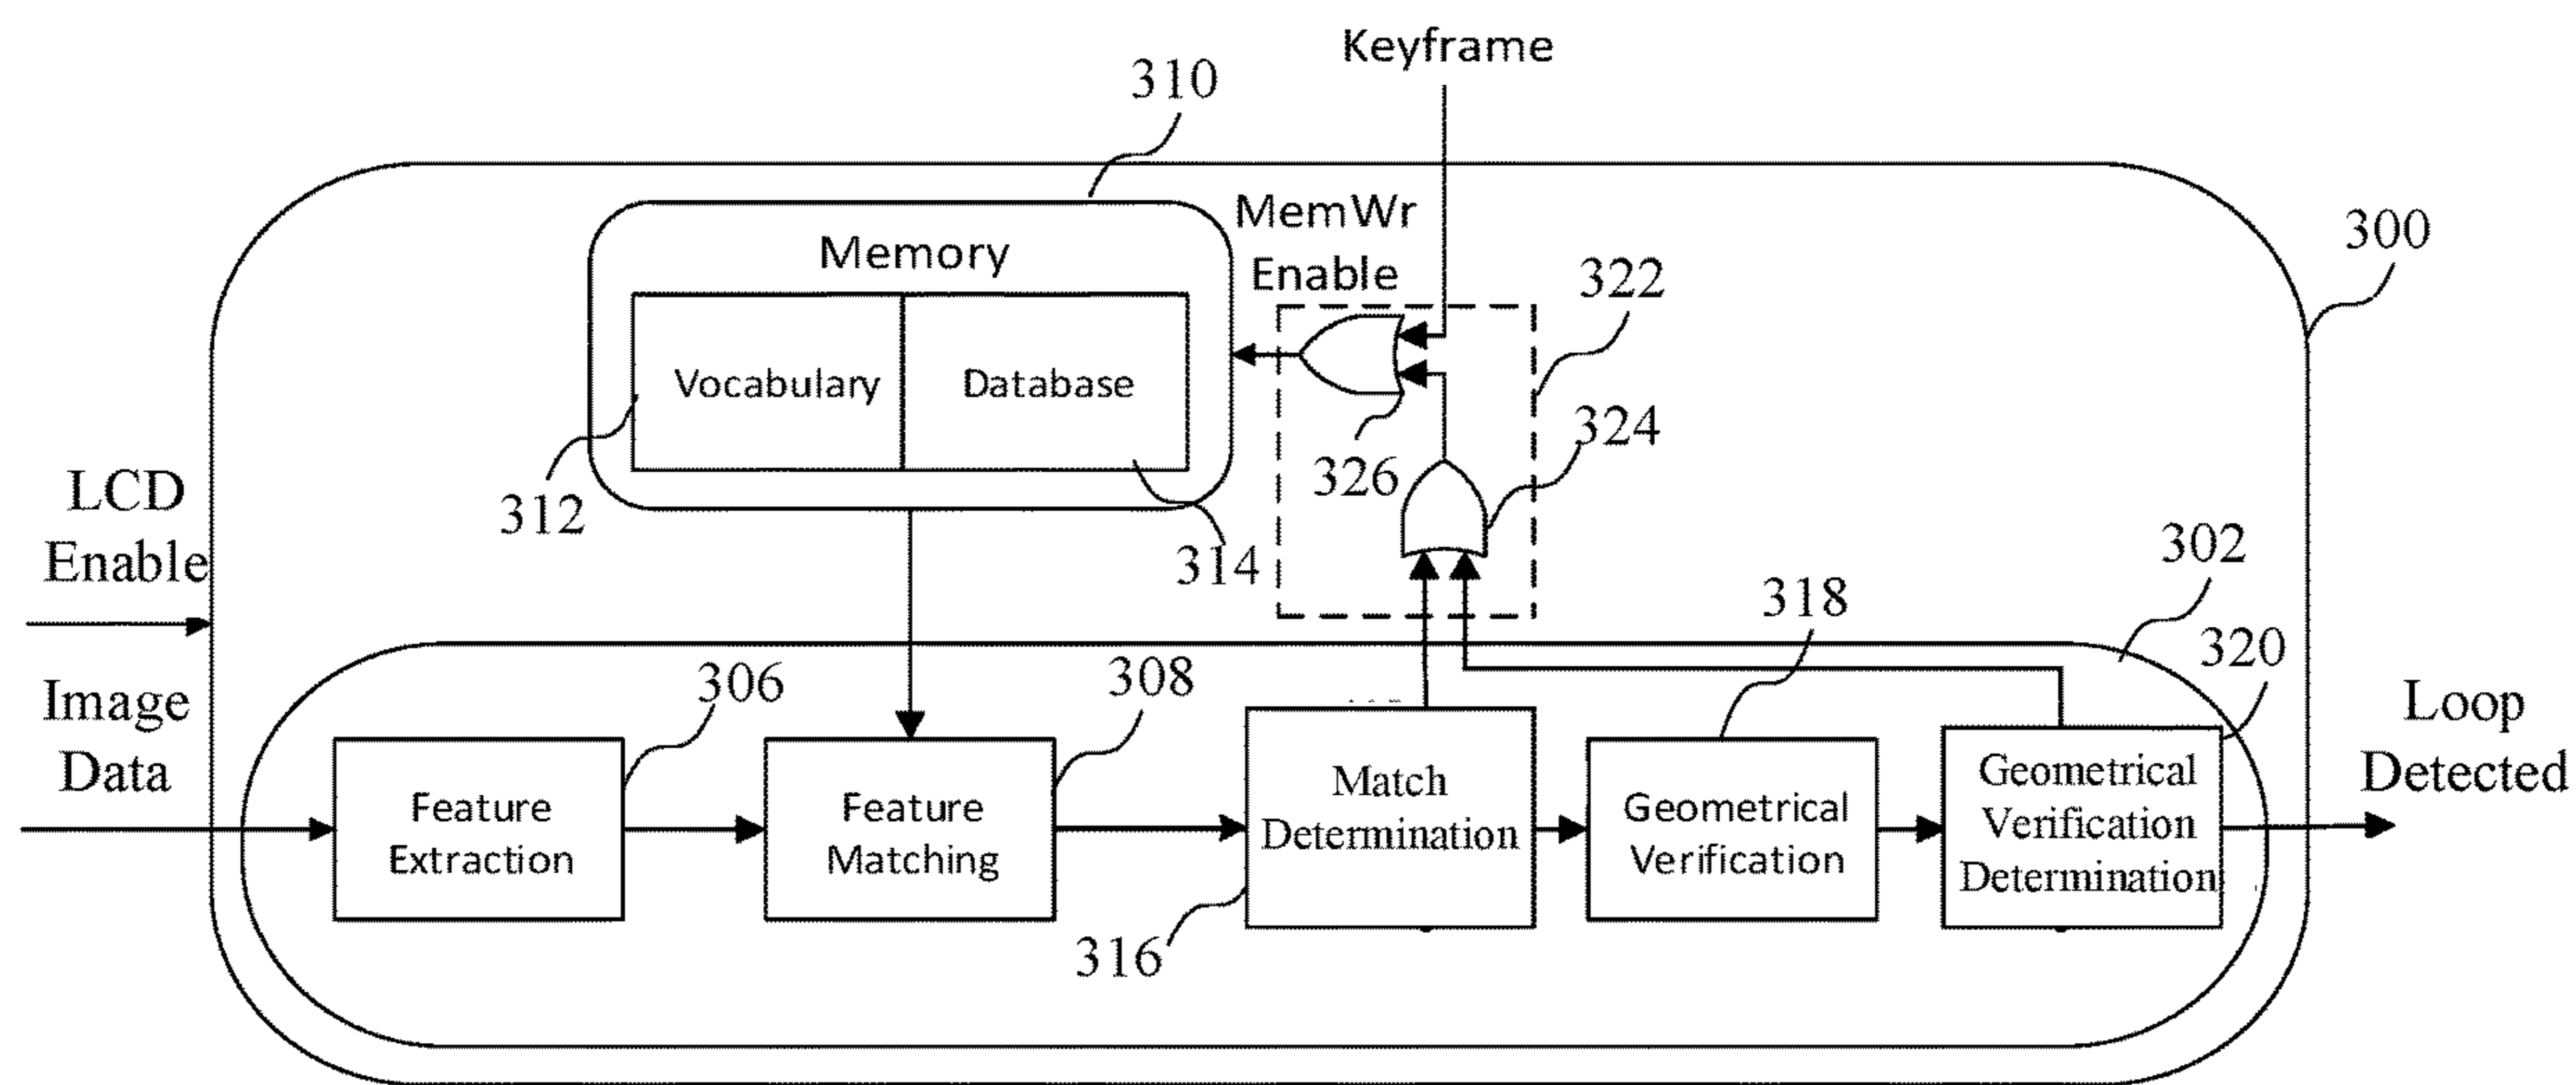 Keyframe
310
MemWr
Enable
Memory
300
322
Vocabulary
Database
324
326
312
314
LCD
Enable
302
318
320
306
308
Image
Data
Loop
Detected
Feature
Extraction
Feature
Matching
Match
Determination
Geometrical
Verification
Geometrical
Verification
Determination
316